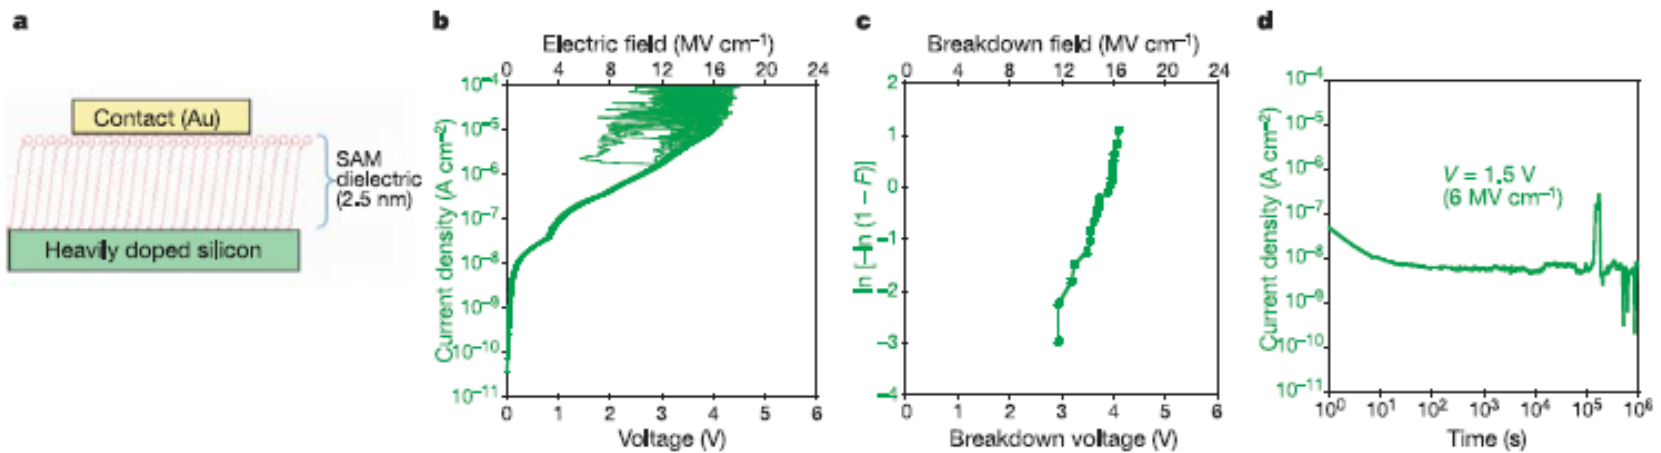 a
Contact (Au)
SAM
dielectric
(2.5 nm)
Heavily doped silicon
b
Electric field (MV cm⁻¹)
0 4 8 12 16 20 24
Current density (A cm⁻²)
10⁻⁴
10⁻⁵
10⁻⁶
10⁻⁷
10⁻⁸
10⁻⁹
10⁻¹⁰
10⁻¹¹
0 1 2 3 4 5 6
Voltage (V)
c
Breakdown field (MV cm⁻¹)
0 4 8 12 16 20 24
ln [–ln (1 – F)]
2
1
0
–1
–2
–3
–4
0 1 2 3 4 5 6
Breakdown voltage (V)
d
Current density (A cm⁻²)
10⁻⁴
10⁻⁵
10⁻⁶
10⁻⁷
10⁻⁸
10⁻⁹
10⁻¹⁰
10⁻¹¹
V = 1.5 V
(6 MV cm⁻¹)
10⁰ 10¹ 10² 10³ 10⁴ 10⁵ 10⁶
Time (s)